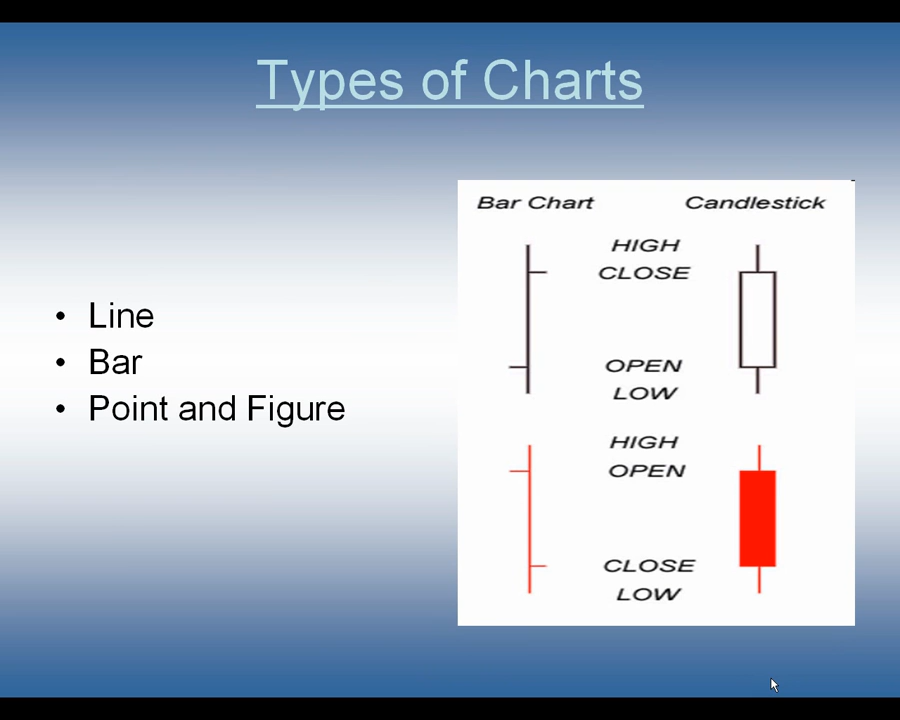 Types of Charts
• Line
• Bar
• Point and Figure
Bar Chart Candlestick
HIGH
CLOSE
OPEN
LOW
HIGH
OPEN
CLOSE
LOW